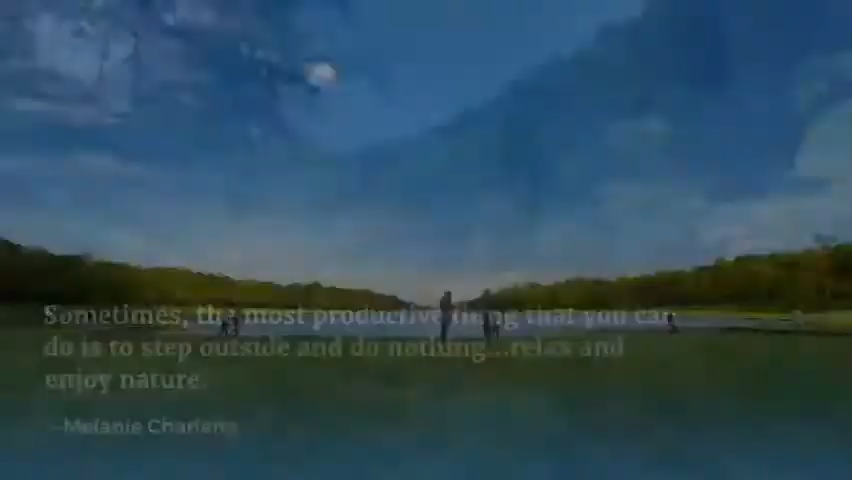 Sometimes, the most productive thing that you can
do is to step outside and do nothing...relax and
enjoy nature.
—Melanie Charlene